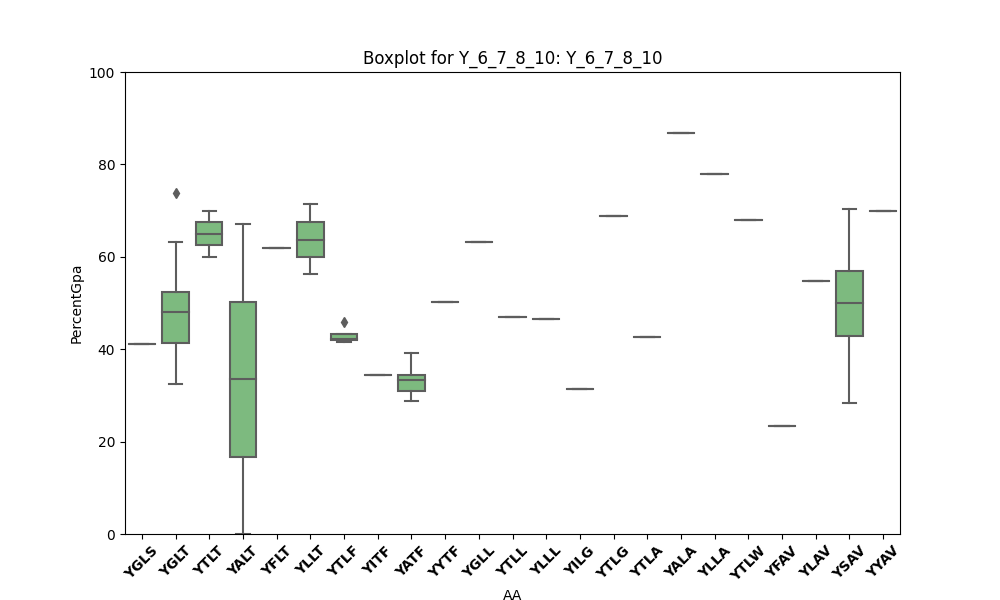 Boxplot for Y_6_7_8_10: Y_6_7_8_10
100
80
60
40
20
0
PercentGpa
YGLS YGLT YTLT YALT YFLT YLLT YTLF YITF YATF YYTF YGLL YTLL YLLL YILG YTLG YTLA YALA YLLA YTLW YFAV YLAV YSAV YYAV
AA